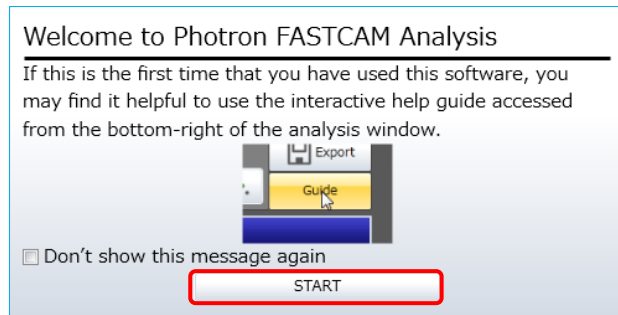 Welcome to Photron FASTCAM Analysis
If this is the first time that you have used this software, you
may find it helpful to use the interactive help guide accessed
from the bottom-right of the analysis window.
Export
Guide
Don't show this message again
START